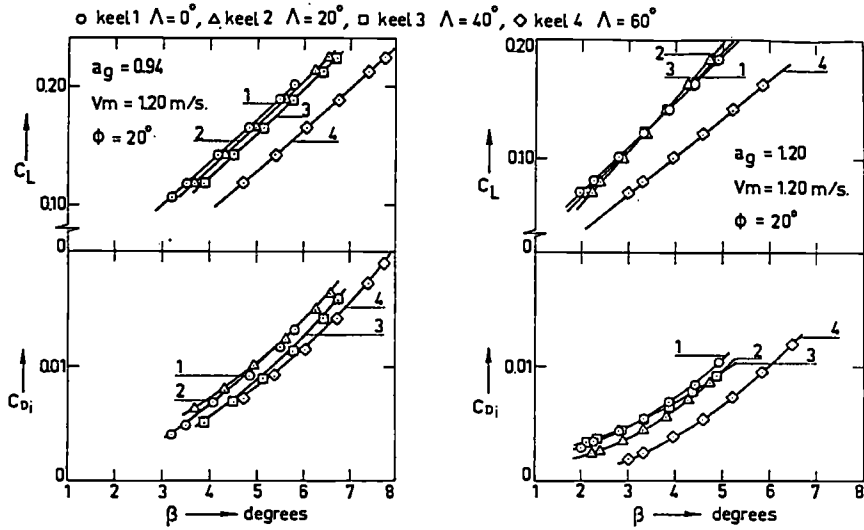 ⊙ keel 1 Λ = 0°, △ keel 2 Λ = 20°, ⊡ keel 3 Λ = 40° ◇ keel 4 Λ = 60°
0.20
a_g = 0.94
Vm = 1.20 m/s.
Φ = 20°
1
2
3
4
C_L
0.10
0
0.20
2
3
1
4
0.10
C_L
a_g = 1.20
Vm = 1.20 m/s.
Φ = 20°
0
0.01
C_Di
1
2
4
3
0
0.01
C_Di
1
2
3
4
0
1 2 3 4 5 6 7 8
β → degrees
1 2 3 4 5 6 7 8
β → degrees